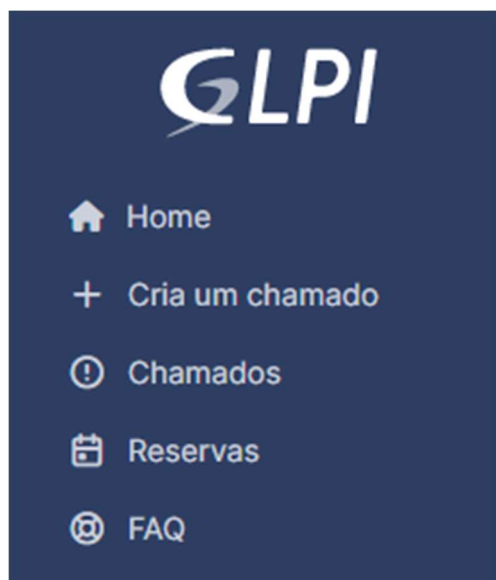 GLPI
Home
Cria um chamado
Chamados
Reservas
FAQ